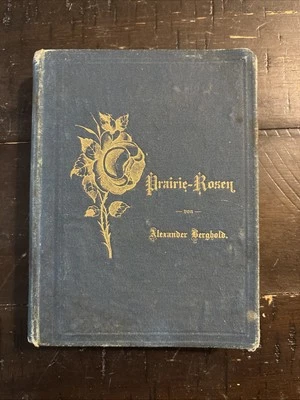 Prairie-Rosen
— von —
Alexander Berghold.